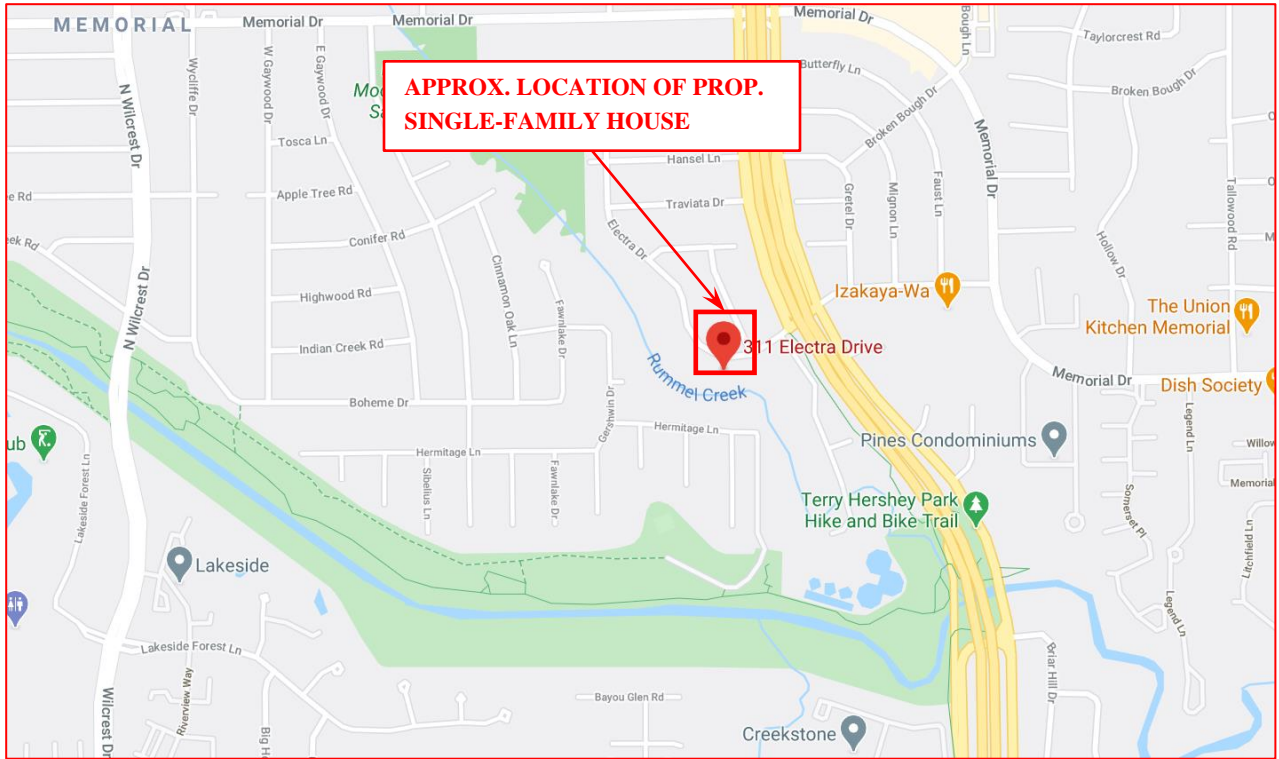 MEMORIAL
Memorial Dr
Memorial Dr
Memorial Dr
Bough Ln
Taylorcrest Rd
Wycliffe Dr
W Gaywood Dr
E Gaywood Dr
N Wilcrest Dr
Butterfly Ln
Broken Bough Dr
Broken Bough Dr
APPROX. LOCATION OF PROP.
SINGLE-FAMILY HOUSE
Tosca Ln
Hansel Ln
Memorial Dr
Apple Tree Rd
Traviata Dr
Gretel Dr
Mignon Ln
Faust Ln
Tallowood Rd
Conifer Rd
Electra Dr
Hollow Dr
Cinnamon Oak Ln
Fawnlake Dr
N Wilcrest Dr
Highwood Rd
Izakaya-Wa
The Union
Kitchen Memorial
Indian Creek Rd
311 Electra Drive
Rummel Creek
Memorial Dr
Dish Society
Boheme Dr
Gershwin Dr
Legend Ln
Hermitage Ln
Hermitage Ln
Pines Condominiums
ub
Lakeside Forest Ln
Sibelius Ln
Fawnlake Dr
Somerset Pl
Terry Hershey Park
Hike and Bike Trail
Litchfield Ln
Lakeside
Legend Ln
Lakeside Forest Ln
Briar Hill Dr
Riverview Way
Wilcrest Dr
Bayou Glen Rd
Creekstone